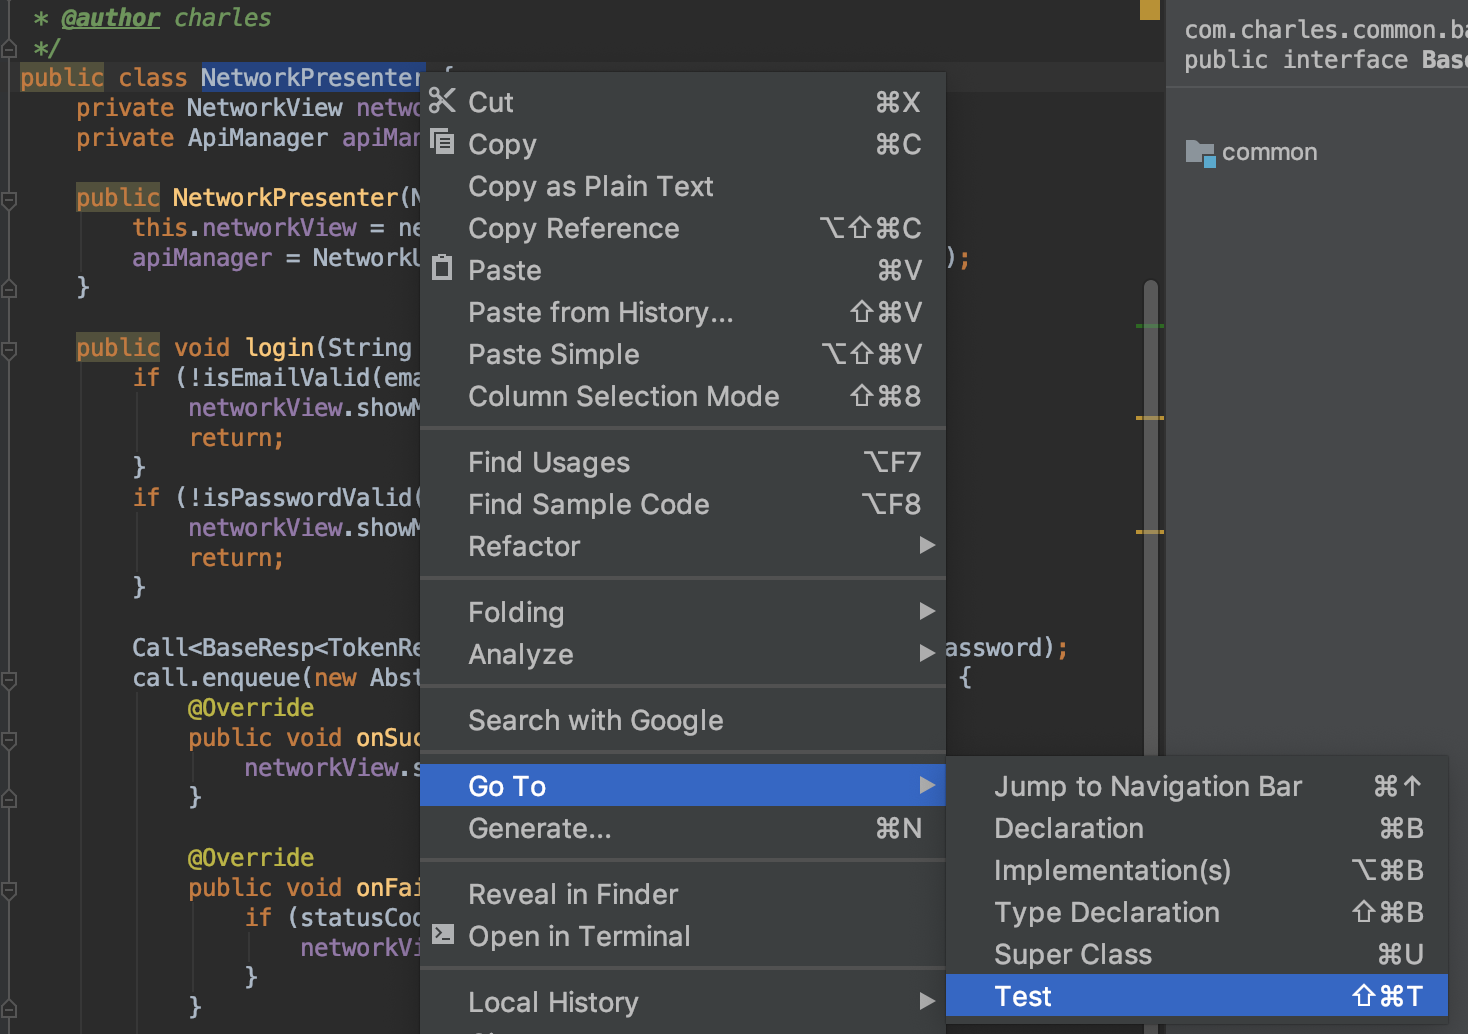 * @author charles
*/
public class NetworkPresenter {
private NetworkView netwo
private ApiManager apiMan
public NetworkPresenter(N
this.networkView = ne
apiManager = NetworkU );
}
public void login(String
if (!isEmailValid(ema
networkView.showM
return;
}
if (!isPasswordValid(
networkView.showM
return;
}
Call<BaseResp<TokenRe assword);
call.enqueue(new Abst {
@Override
public void onSuc
networkView.s
}
@Override
public void onFai
if (statusCod
networkVi
}
}
Cut ⌘X
Copy ⌘C
Copy as Plain Text
Copy Reference ⌥⇧⌘C
Paste ⌘V
Paste from History... ⇧⌘V
Paste Simple ⌥⇧⌘V
Column Selection Mode ⇧⌘8
Find Usages ⌥F7
Find Sample Code ⌥F8
Refactor
Folding
Analyze
Search with Google
Go To
Generate... ⌘N
Reveal in Finder
Open in Terminal
Local History
Jump to Navigation Bar ⌘↑
Declaration ⌘B
Implementation(s) ⌥⌘B
Type Declaration ⇧⌘B
Super Class ⌘U
Test ⇧⌘T
com.charles.common.ba
public interface Base
common